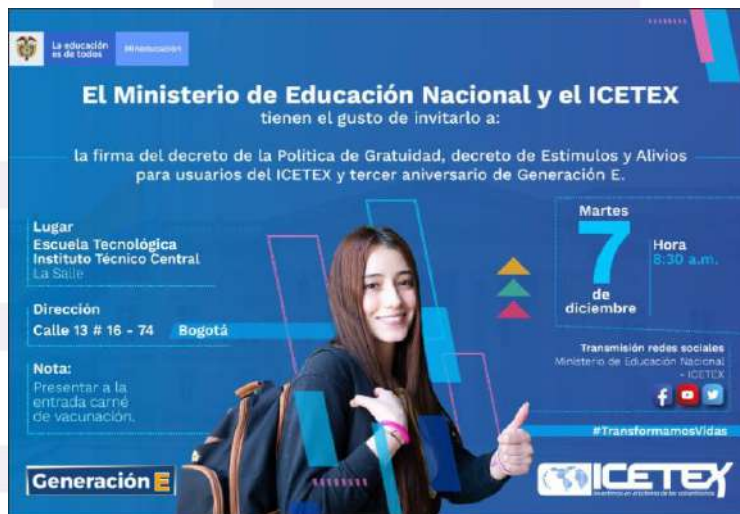 La educación
es de todos
Mineducación
El Ministerio de Educación Nacional y el ICETEX
tienen el gusto de invitarlo a:
la firma del decreto de la Política de Gratuidad, decreto de Estímulos y Alivios
para usuarios del ICETEX y tercer aniversario de Generación E.
Lugar
Escuela Tecnológica
Instituto Técnico Central
La Salle
Dirección
Calle 13 # 16 - 74 Bogotá
Nota:
Presentar a la
entrada carné
de vacunación.
Martes
7
de
diciembre
Hora
8:30 a.m.
Transmisión redes sociales
Ministerio de Educación Nacional
- ICETEX
#TransformamosVidas
Generación E
ICETEX